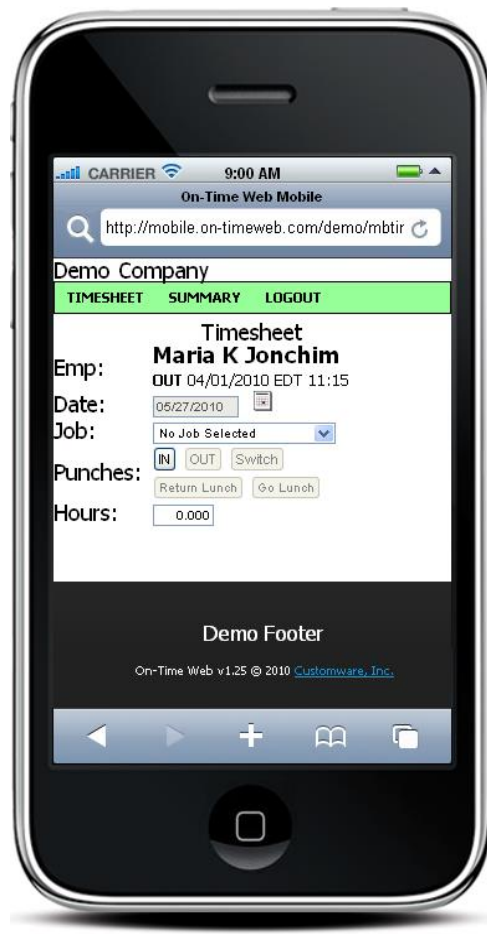 CARRIER 9:00 AM
On-Time Web Mobile
http://mobile.on-timeweb.com/demo/mbtir
Demo Company
TIMESHEET SUMMARY LOGOUT
Timesheet
Emp: Maria K Jonchim
OUT 04/01/2010 EDT 11:15
Date: 05/27/2010
Job: No Job Selected
Punches: IN OUT Switch
Return Lunch Go Lunch
Hours: 0.000
Demo Footer
On-Time Web v1.25 © 2010 Customware, Inc.